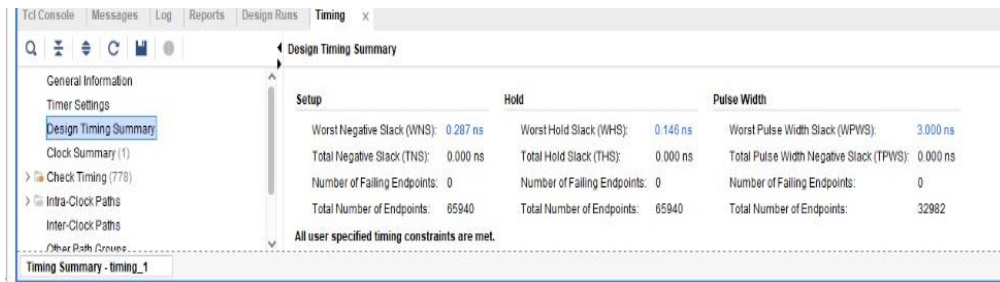 Tcl Console Messages Log Reports Design Runs Timing ×
Design Timing Summary
General Information
Timer Settings
Design Timing Summary
Clock Summary (1)
Check Timing (778)
Intra-Clock Paths
Inter-Clock Paths
Other Path Groups
Setup Hold Pulse Width
Worst Negative Slack (WNS): 0.287 ns Worst Hold Slack (WHS): 0.146 ns Worst Pulse Width Slack (WPWS): 3.000 ns
Total Negative Slack (TNS): 0.000 ns Total Hold Slack (THS): 0.000 ns Total Pulse Width Negative Slack (TPWS): 0.000 ns
Number of Failing Endpoints: 0 Number of Failing Endpoints: 0 Number of Failing Endpoints: 0
Total Number of Endpoints: 65940 Total Number of Endpoints: 65940 Total Number of Endpoints: 32982
All user specified timing constraints are met.
Timing Summary - timing_1